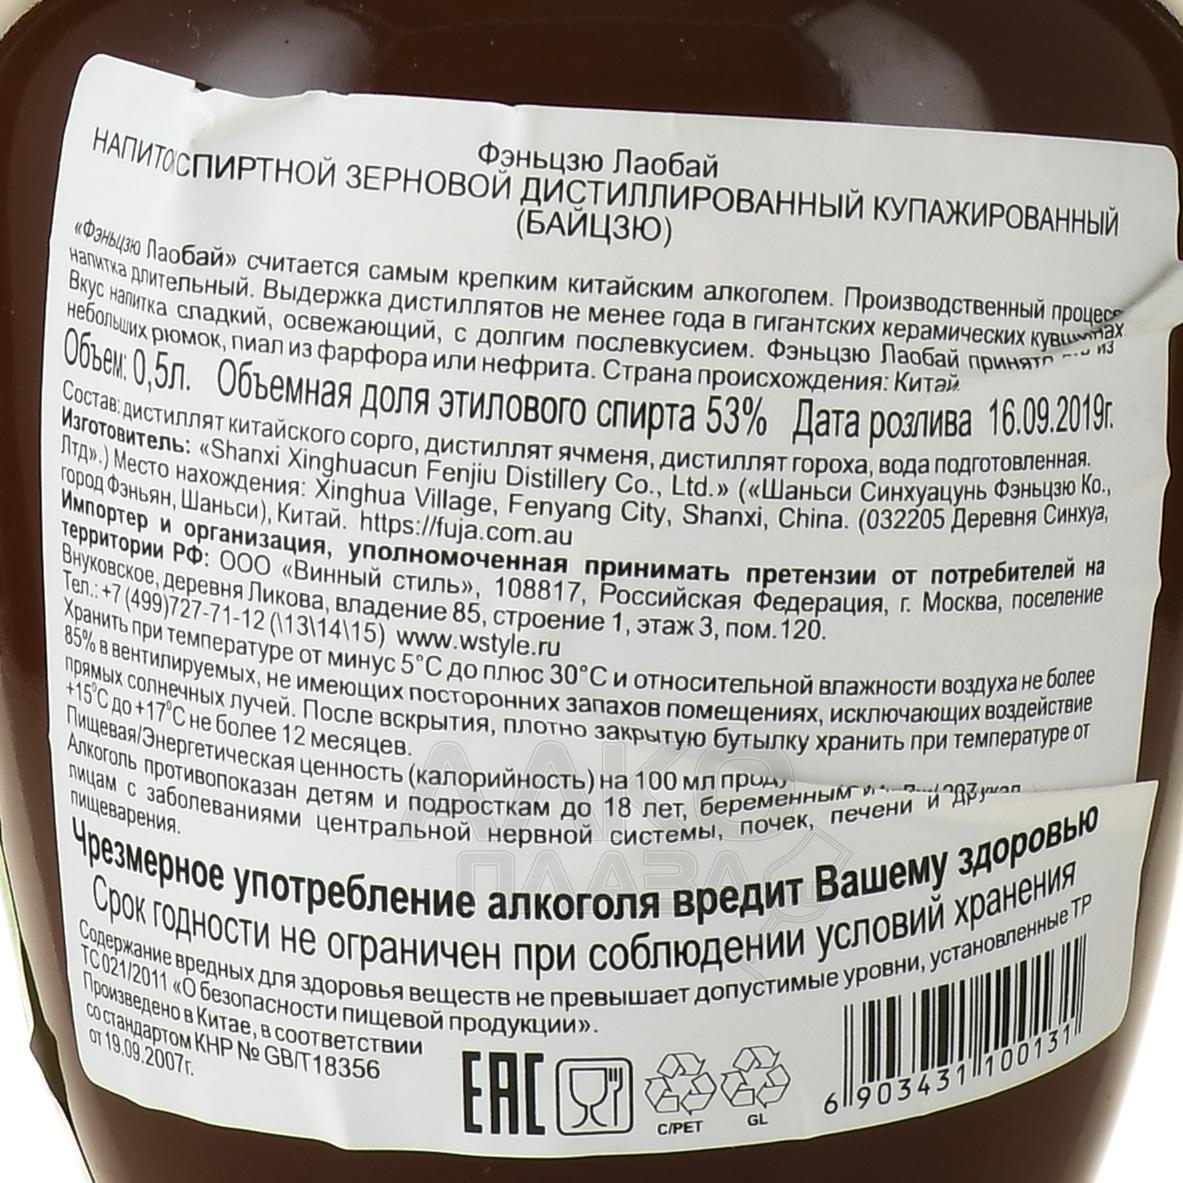 Фэньцзю Лаобай
НАПИТОК СПИРТНОЙ ЗЕРНОВОЙ ДИСТИЛЛИРОВАННЫЙ КУПАЖИРОВАННЫЙ
(БАЙЦЗЮ)
«Фэньцзю Лаобай» считается самым крепким китайским алкоголем. Производственный процесс
напитка длительный. Выдержка дистиллятов не менее года в гигантских керамических кувшинах.
Вкус напитка сладкий, освежающий, с долгим послевкусием. Фэньцзю Лаобай принято из
небольших рюмок, пиал из фарфора или нефрита. Страна происхождения: Китай
Объем: 0,5л. Объемная доля этилового спирта 53% Дата розлива 16.09.2019г.
Состав: дистиллят китайского сорго, дистиллят ячменя, дистиллят гороха, вода подготовленная.
Изготовитель: «Shanxi Xinghuacun Fenjiu Distillery Co., Ltd.» («Шаньси Синхуацунь Фэньцзю Ко.,
Лтд».) Место нахождения: Xinghua Village, Fenyang City, Shanxi, China. (032205 Деревня Синхуа,
город Фэньян, Шаньси), Китай. https://fuja.com.au
Импортер и организация, уполномоченная принимать претензии от потребителей на
территории РФ: ООО «Винный стиль», 108817, Российская Федерация, г. Москва, поселение
Внуковское, деревня Ликова, владение 85, строение 1, этаж 3, пом.120.
Тел.: +7 (499)727-71-12 (\13\14\15) www.wstyle.ru
Хранить при температуре от минус 5°С до плюс 30°С и относительной влажности воздуха не более
85% в вентилируемых, не имеющих посторонних запахов помещениях, исключающих воздействие
прямых солнечных лучей. После вскрытия, плотно закрытую бутылку хранить при температуре от
+15°С до +17°С не более 12 месяцев.
Пищевая/Энергетическая ценность (калорийность) на 100 мл
Алкоголь противопоказан детям и подросткам до 18 лет, беременным
лицам с заболеваниями центральной нервной системы, почек, печени и других
пищеварения.
Чрезмерное употребление алкоголя вредит Вашему здоровью
Срок годности не ограничен при соблюдении условий хранения
Содержание вредных для здоровья веществ не превышает допустимые уровни, установленные ТР
ТС 021/2011 «О безопасности пищевой продукции».
Произведено в Китае, в соответствии
со стандартом КНР № GB/T18356
от 19.09.2007г.
EAC
C/PET
GL
6 903431 100131
АЛКО
ПЛАЗА